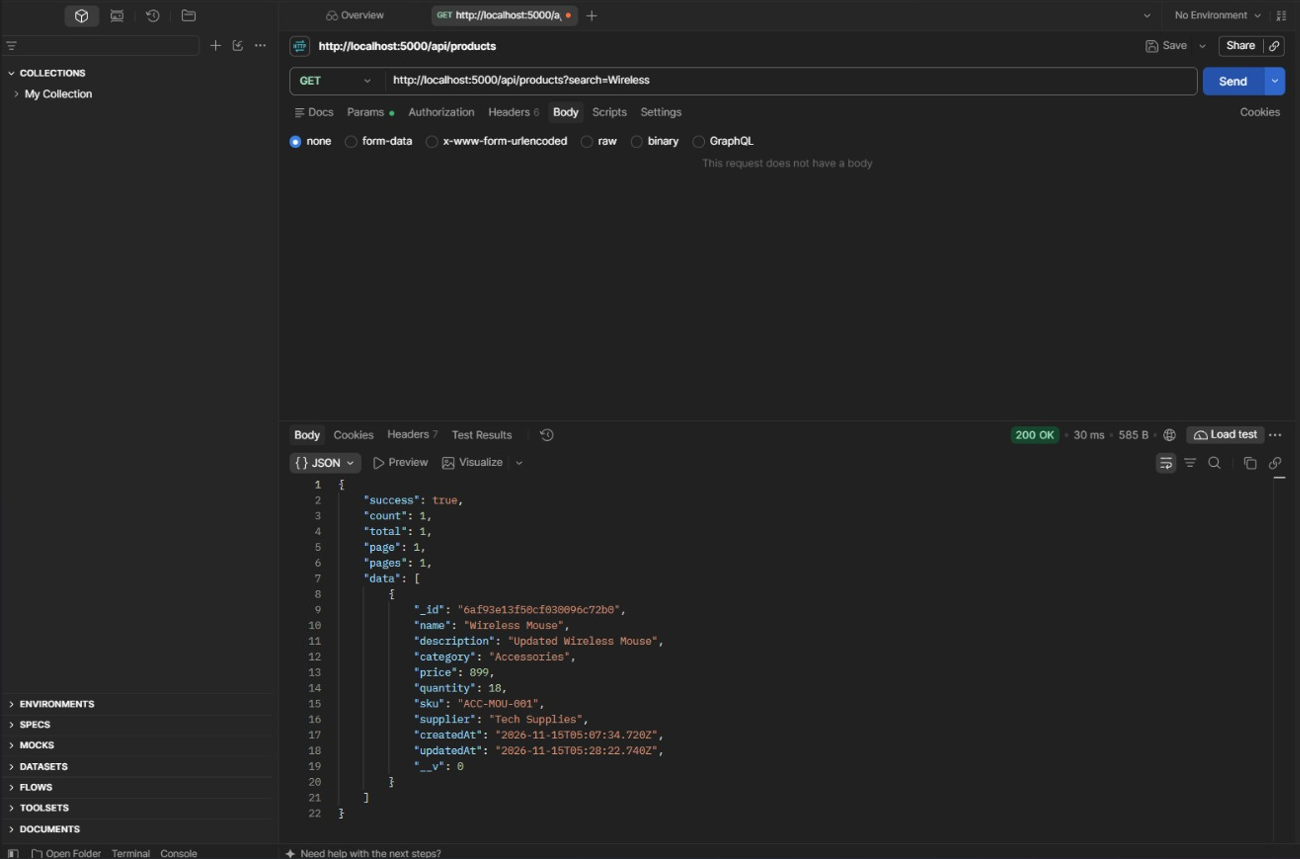 Overview
GET http://localhost:5000/a
No Environment
http://localhost:5000/api/products
Save
Share
COLLECTIONS
My Collection
GET
http://localhost:5000/api/products?search=Wireless
Send
Docs Params Authorization Headers 6 Body Scripts Settings
Cookies
none form-data x-www-form-urlencoded raw binary GraphQL
This request does not have a body
Body Cookies Headers 7 Test Results
200 OK 30 ms 585 B Load test
{ } JSON Preview Visualize
1 {
2 "success": true,
3 "count": 1,
4 "total": 1,
5 "page": 1,
6 "pages": 1,
7 "data": [
8 {
9 "_id": "6af93e13f50cf030096c72b0",
10 "name": "Wireless Mouse",
11 "description": "Updated Wireless Mouse",
12 "category": "Accessories",
13 "price": 899,
14 "quantity": 18,
15 "sku": "ACC-MOU-001",
16 "supplier": "Tech Supplies",
17 "createdAt": "2026-11-15T05:07:34.720Z",
18 "updatedAt": "2026-11-15T05:28:22.740Z",
19 "__v": 0
20 }
21 ]
22 }
ENVIRONMENTS
SPECS
MOCKS
DATASETS
FLOWS
TOOLSETS
DOCUMENTS
Open Folder Terminal Console
Need help with the next steps?